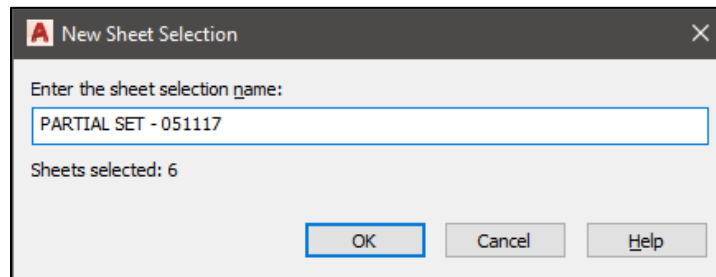 New Sheet Selection
Enter the sheet selection name:
PARTIAL SET - 051117
Sheets selected: 6
OK Cancel Help